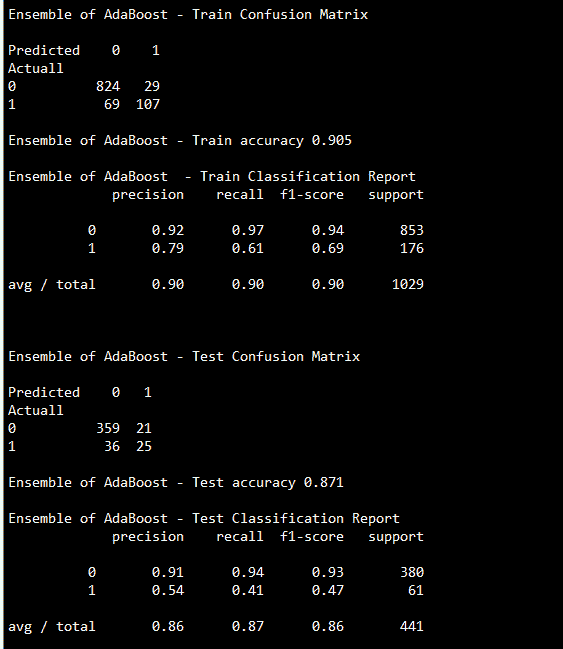 Ensemble of AdaBoost - Train Confusion Matrix
Predicted    0    1
Actuall
0          824   29
1           69  107
Ensemble of AdaBoost - Train accuracy 0.905
Ensemble of AdaBoost  - Train Classification Report
             precision    recall  f1-score   support
          0       0.92      0.97      0.94       853
          1       0.79      0.61      0.69       176
avg / total       0.90      0.90      0.90      1029
Ensemble of AdaBoost - Test Confusion Matrix
Predicted    0   1
Actuall
0          359  21
1           36  25
Ensemble of AdaBoost - Test accuracy 0.871
Ensemble of AdaBoost - Test Classification Report
             precision    recall  f1-score   support
          0       0.91      0.94      0.93       380
          1       0.54      0.41      0.47        61
avg / total       0.86      0.87      0.86       441